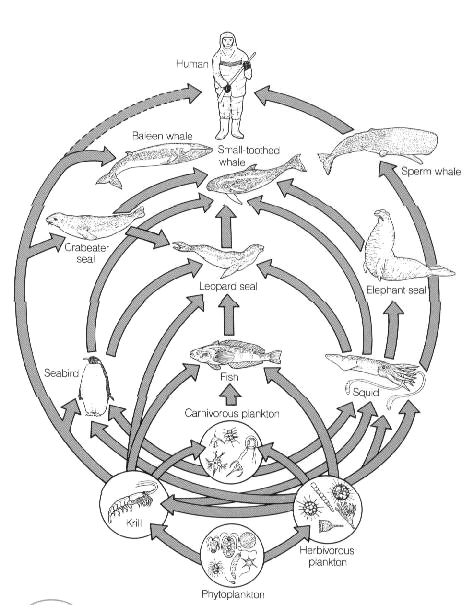 Human
Baleen whale
Small-toothed
whale
Sperm whale
Crabeater
seal
Leopard seal
Elephant seal
Seabird
Fish
Squid
Carnivorous plankton
Krill
Herbivorous
plankton
Phytoplankton